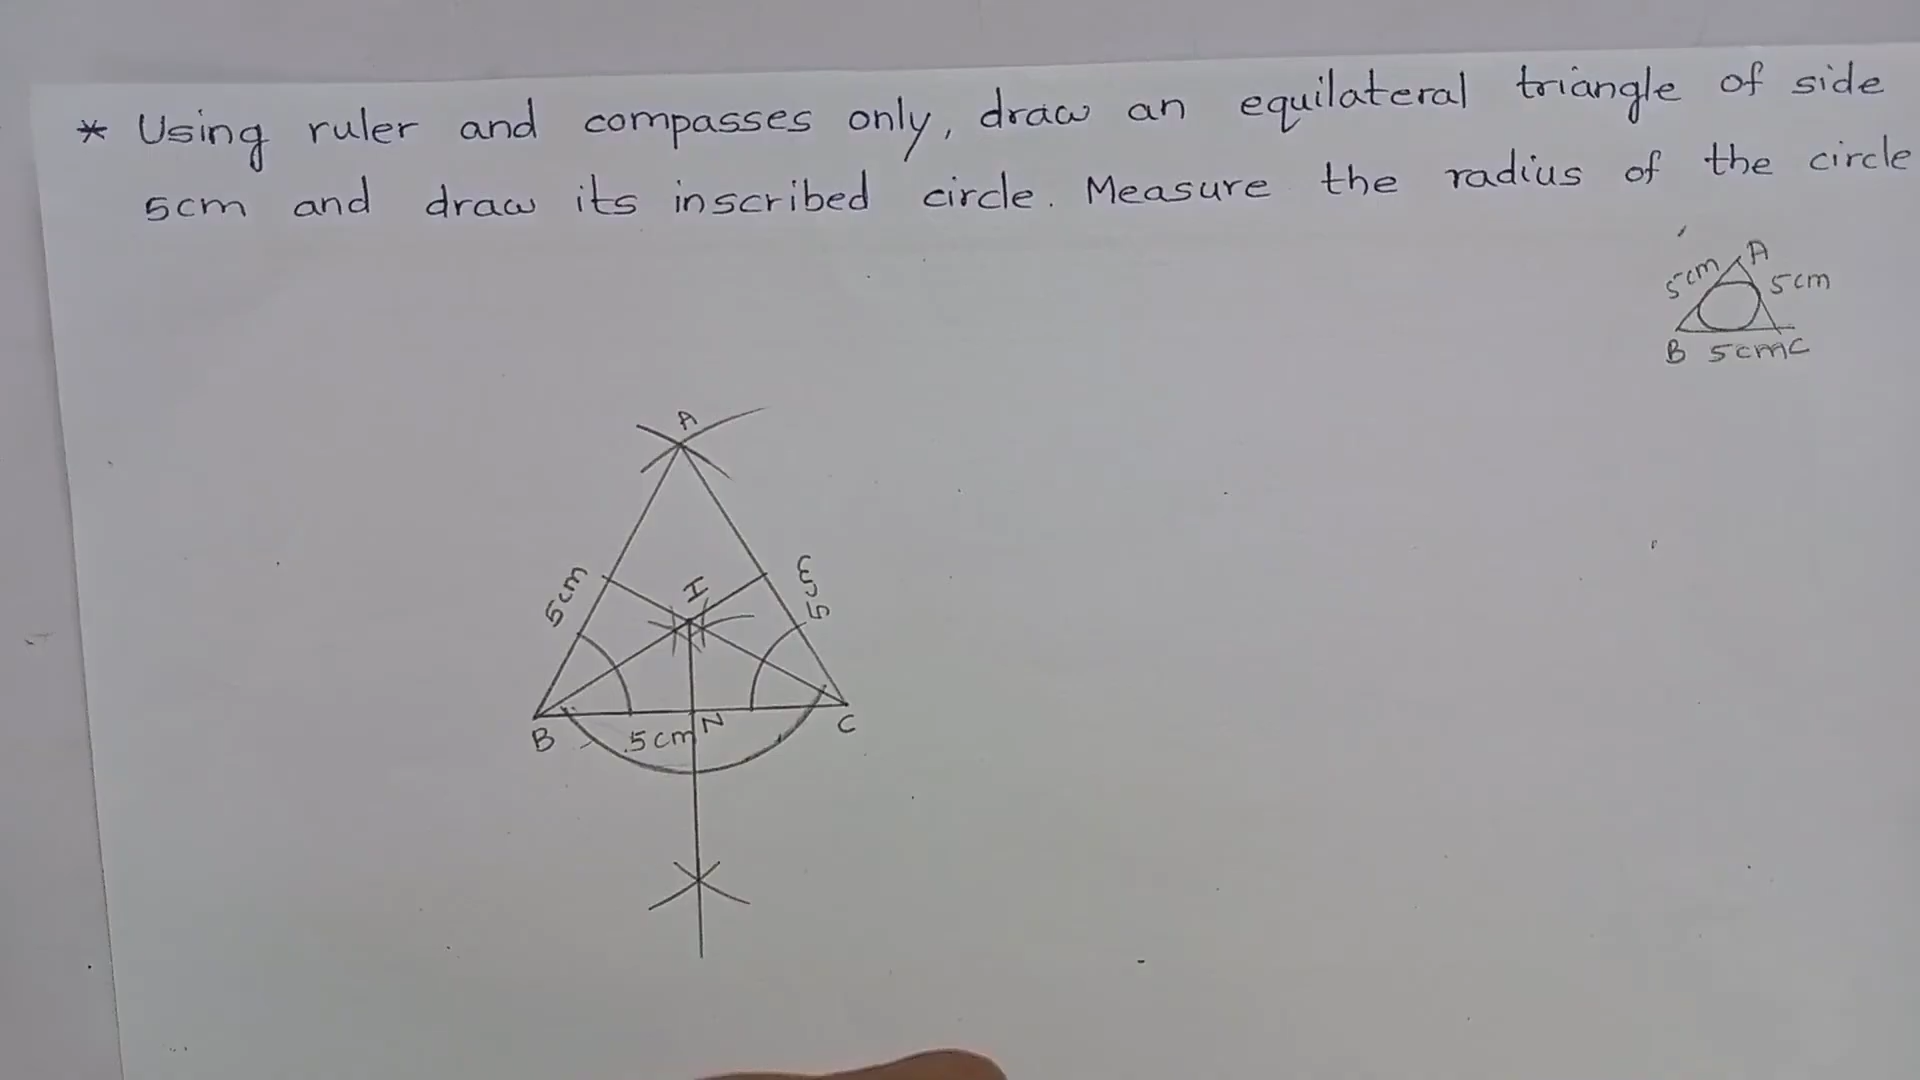 * Using ruler and compasses only, draw an equilateral triangle of side
5cm and draw its inscribed circle. Measure the radius of the circle
A
5cm
5cm
B 5cm C
A
5cm
I
5cm
B
5cm
N
C